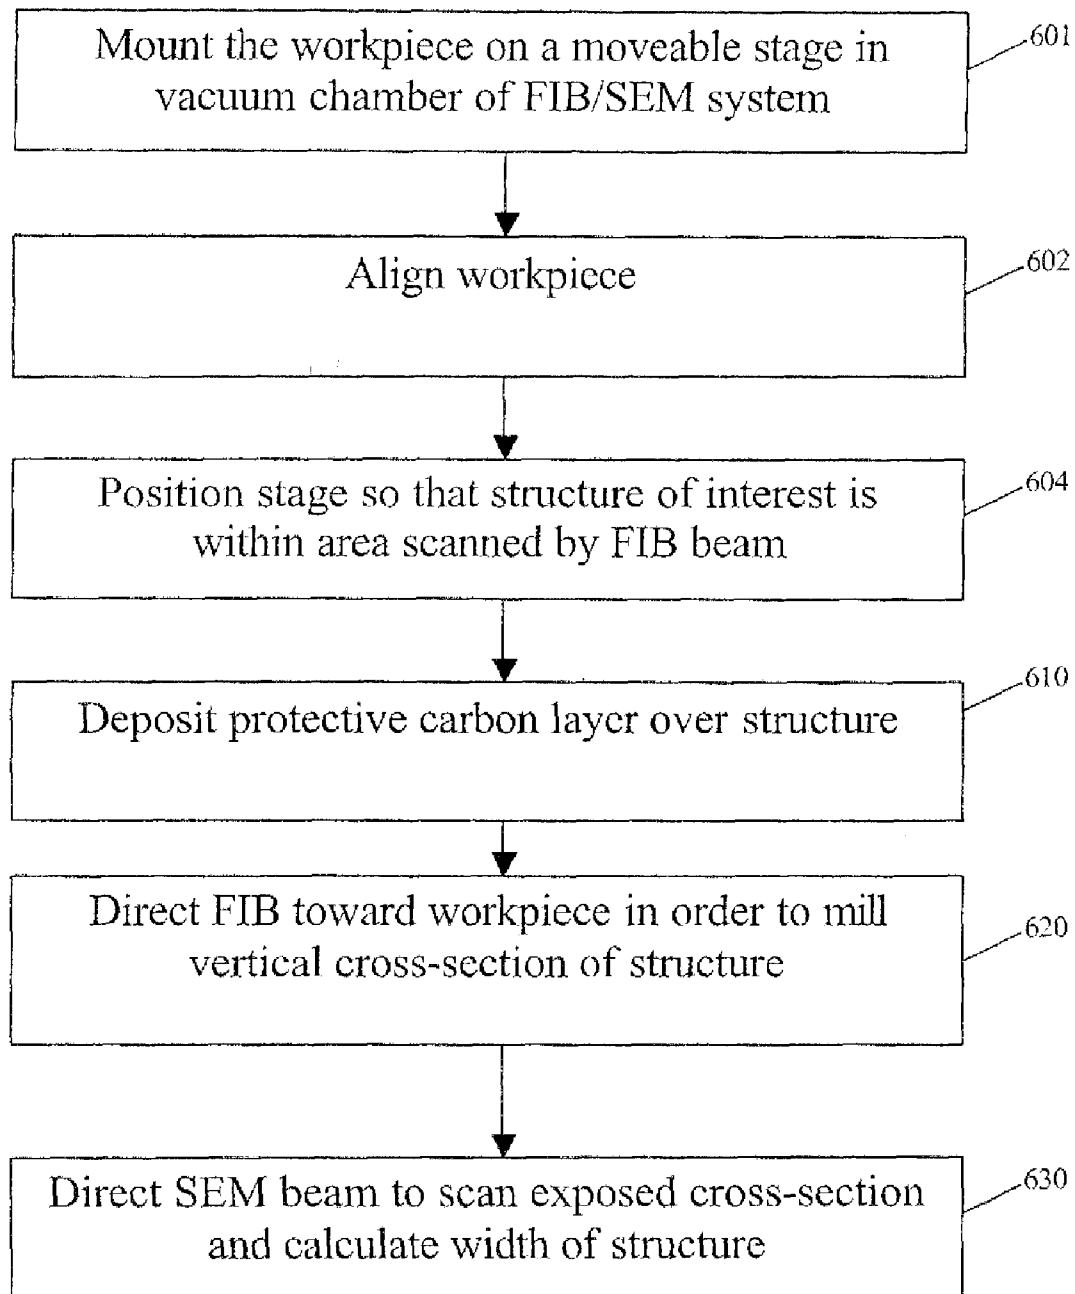 Mount the workpiece on a moveable stage in
vacuum chamber of FIB/SEM system
601
Align workpiece
602
Position stage so that structure of interest is
within area scanned by FIB beam
604
Deposit protective carbon layer over structure
610
Direct FIB toward workpiece in order to mill
vertical cross-section of structure
620
Direct SEM beam to scan exposed cross-section
and calculate width of structure
630